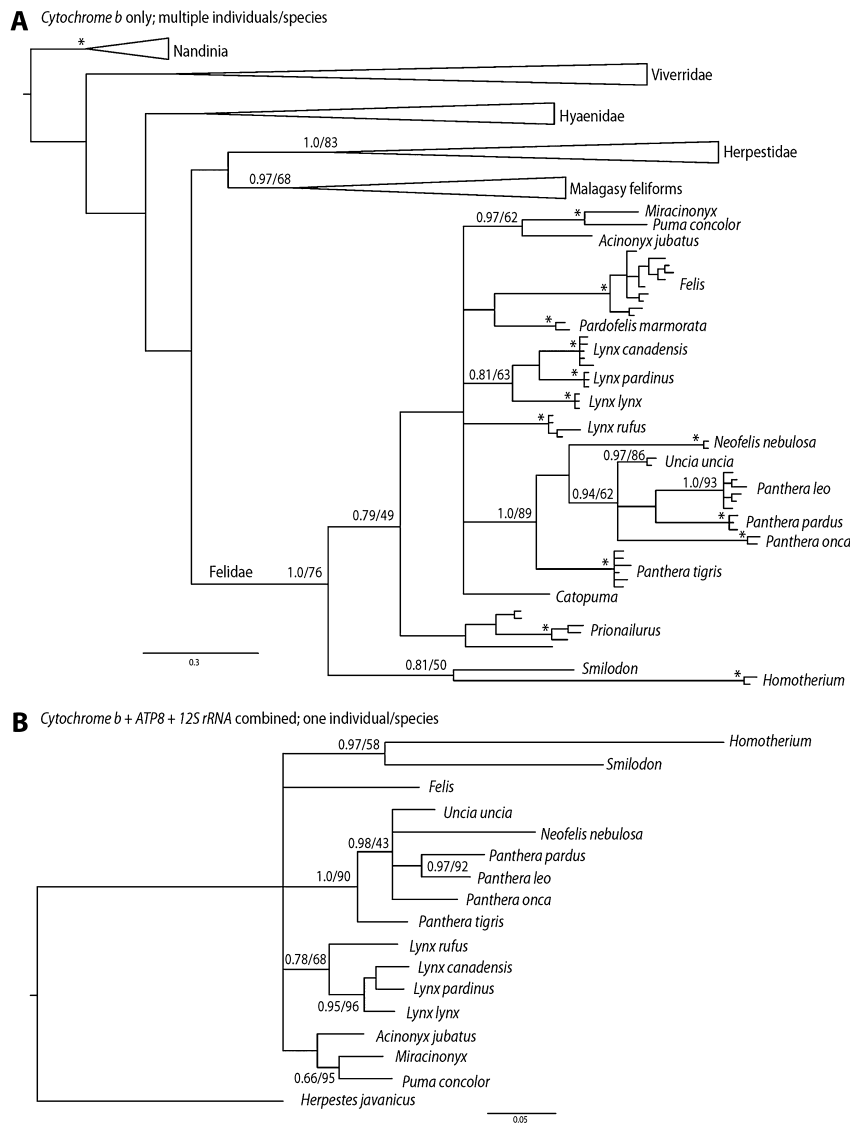 A Cytochrome b only; multiple individuals/species
* Nandinia
Viverridae
Hyaenidae
1.0/83
Herpestidae
0.97/68
Malagasy feliforms
0.97/62 * Miracinonyx
Puma concolor
Acinonyx jubatus
* Felis
* Pardofelis marmorata
* Lynx canadensis
0.81/63 * Lynx pardinus
* Lynx lynx
* Lynx rufus
* Neofelis nebulosa
0.97/86 Uncia uncia
1.0/93 Panthera leo
0.94/62
0.79/49 1.0/89 * Panthera pardus
* Panthera onca
Felidae 1.0/76 * Panthera tigris
Catopuma
* Prionailurus
0.3
0.81/50 Smilodon
* Homotherium
B Cytochrome b + ATP8 + 12S rRNA combined; one individual/species
0.97/58 Homotherium
Smilodon
Felis
Uncia uncia
Neofelis nebulosa
0.98/43 Panthera pardus
0.97/92
1.0/90 Panthera leo
Panthera onca
Panthera tigris
Lynx rufus
0.78/68 Lynx canadensis
Lynx pardinus
0.95/96 Lynx lynx
Acinonyx jubatus
Miracinonyx
0.66/95 Puma concolor
Herpestes javanicus
0.05